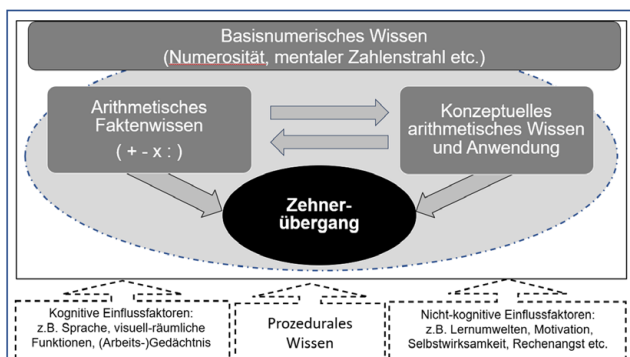 Basisnumerisches Wissen
(Numerosität, mentaler Zahlenstrahl etc.)
Arithmetisches
Faktenwissen
( + - x : )
Konzeptuelles
arithmetisches Wissen
und Anwendung
Zehner-
übergang
Kognitive Einflussfaktoren:
z.B. Sprache, visuell-räumliche
Funktionen, (Arbeits-)Gedächtnis
Prozedurales
Wissen
Nicht-kognitive Einflussfaktoren:
z.B. Lernumwelten, Motivation,
Selbstwirksamkeit, Rechenangst etc.